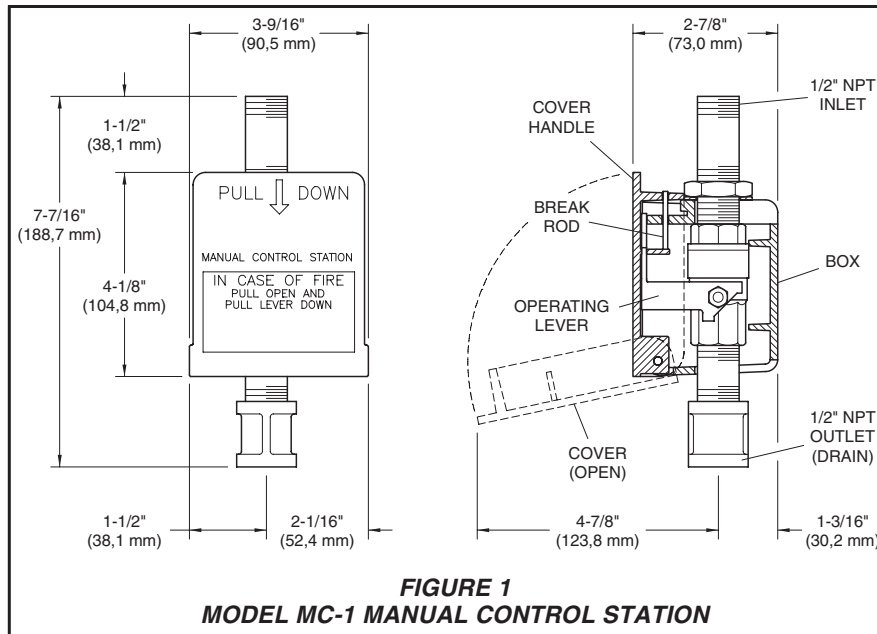 3-9/16"
(90,5 mm)
2-7/8"
(73,0 mm)
1/2" NPT
INLET
COVER
HANDLE
1-1/2"
(38,1 mm)
PULL DOWN
BREAK
ROD
7-7/16"
(188,7 mm)
MANUAL CONTROL STATION
BOX
4-1/8"
(104,8 mm)
IN CASE OF FIRE
PULL OPEN AND
PULL LEVER DOWN
OPERATING
LEVER
1/2" NPT
OUTLET
(DRAIN)
COVER
(OPEN)
1-1/2"
(38,1 mm)
2-1/16"
(52,4 mm)
4-7/8"
(123,8 mm)
1-3/16"
(30,2 mm)
FIGURE 1
MODEL MC-1 MANUAL CONTROL STATION